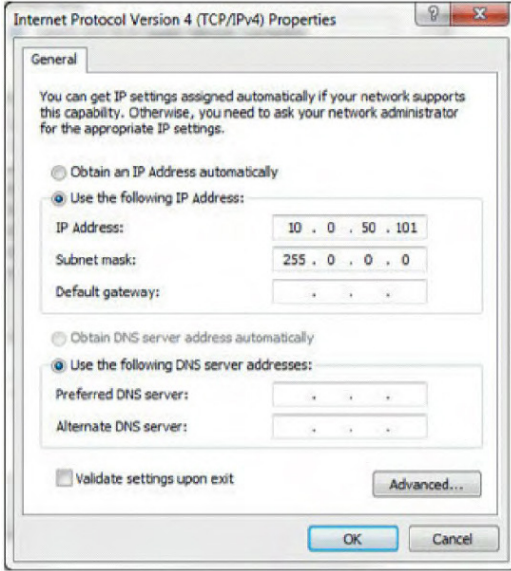 Internet Protocol Version 4 (TCP/IPv4) Properties
General
You can get IP settings assigned automatically if your network supports
this capability. Otherwise, you need to ask your network administrator
for the appropriate IP settings.
Obtain an IP Address automatically
Use the following IP Address:
IP Address: 10 . 0 . 50 . 101
Subnet mask: 255 . 0 . 0 . 0
Default gateway: . . .
Obtain DNS server address automatically
Use the following DNS server addresses:
Preferred DNS server: . . .
Alternate DNS server: . . .
Validate settings upon exit
Advanced...
OK Cancel